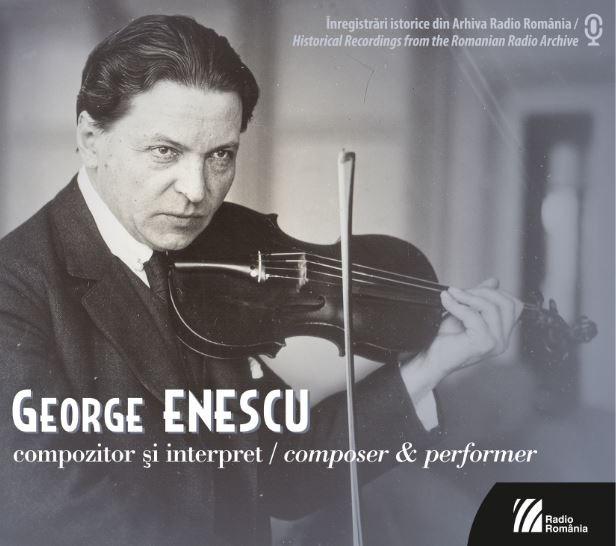 Înregistrări istorice din Arhiva Radio România /
Historical Recordings from the Romanian Radio Archive
GEORGE ENESCU
compozitor şi interpret / composer & performer
Radio
România